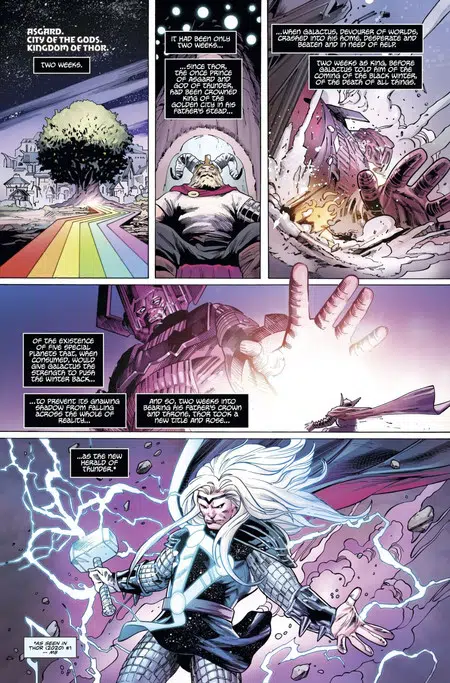 ASGARD.
CITY OF THE GODS.
KINGDOM OF THOR.
TWO WEEKS.
IT HAD BEEN ONLY
TWO WEEKS...
...SINCE THOR,
THE ONCE PRINCE
OF ASGARD AND
GOD OF THUNDER,
HAD BEEN CROWNED
KING OF THE
GOLDEN CITY IN HIS
FATHER'S STEAD...
...WHEN GALACTUS, DEVOURER OF WORLDS,
CRASHED INTO HIS HOME, DESPERATE AND
BEATEN AND IN NEED OF HELP.
TWO WEEKS AS KING, BEFORE
GALACTUS TOLD HIM OF THE
COMING OF THE BLACK WINTER,
OF THE DEATH OF ALL THINGS.
OF THE EXISTENCE
OF FIVE SPECIAL
PLANETS THAT, WHEN
CONSUMED, WOULD
GIVE GALACTUS THE
STRENGTH TO PUSH
THE WINTER BACK...
...TO PREVENT ITS GNAWING
SHADOW FROM FALLING
ACROSS THE WHOLE OF
REALITY...
AND SO, TWO WEEKS INTO
BEARING HIS FATHER'S CROWN
AND THRONE, THOR TOOK A
NEW TITLE AND ROSE...
...AS THE NEW
HERALD OF
THUNDER.*
*AS SEEN IN
THOR (2020) #1
-- MB